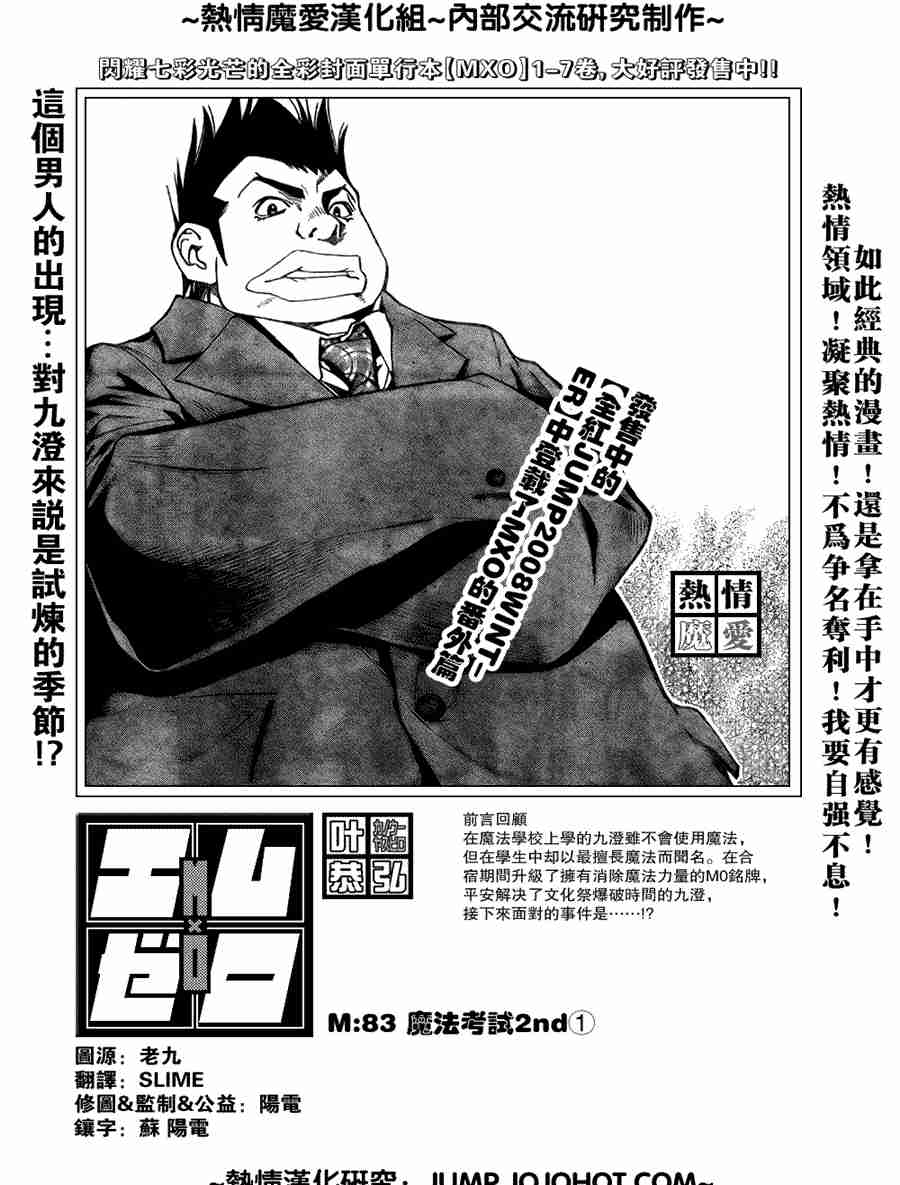 ~熱情魔愛漢化組~內部交流研究制作~
閃耀七彩光芒的全彩封面單行本【MXO】1-7卷,大好評發售中!!
如此經典的漫畫！還是拿在手中才更有感覺！
熱情領域！凝聚熱情！不爲争名奪利！我要自强不息！
這個男人的出現…對九澄來説是試煉的季節!?
發售中的
【全紅JUMP2008WINT-
ER】中登載了-MXO的番外篇
熱情
魔愛
エム
M×0
ゼロ
叶
恭弘
前言回顧
在魔法學校上學的九澄雖不會使用魔法，
但在學生中却以最擅長魔法而聞名。在合
宿期間升級了擁有消除魔法力量的M0銘牌，
平安解决了文化祭爆破時間的九澄，
接下來面對的事件是……!?
M:83 魔法考試2nd①
圖源：老九
翻譯：SLIME
修圖&監制&公益：陽電
鑲字：蘇 陽電
~熱情漢化研究：JUMP.JOJOHOT.COM~